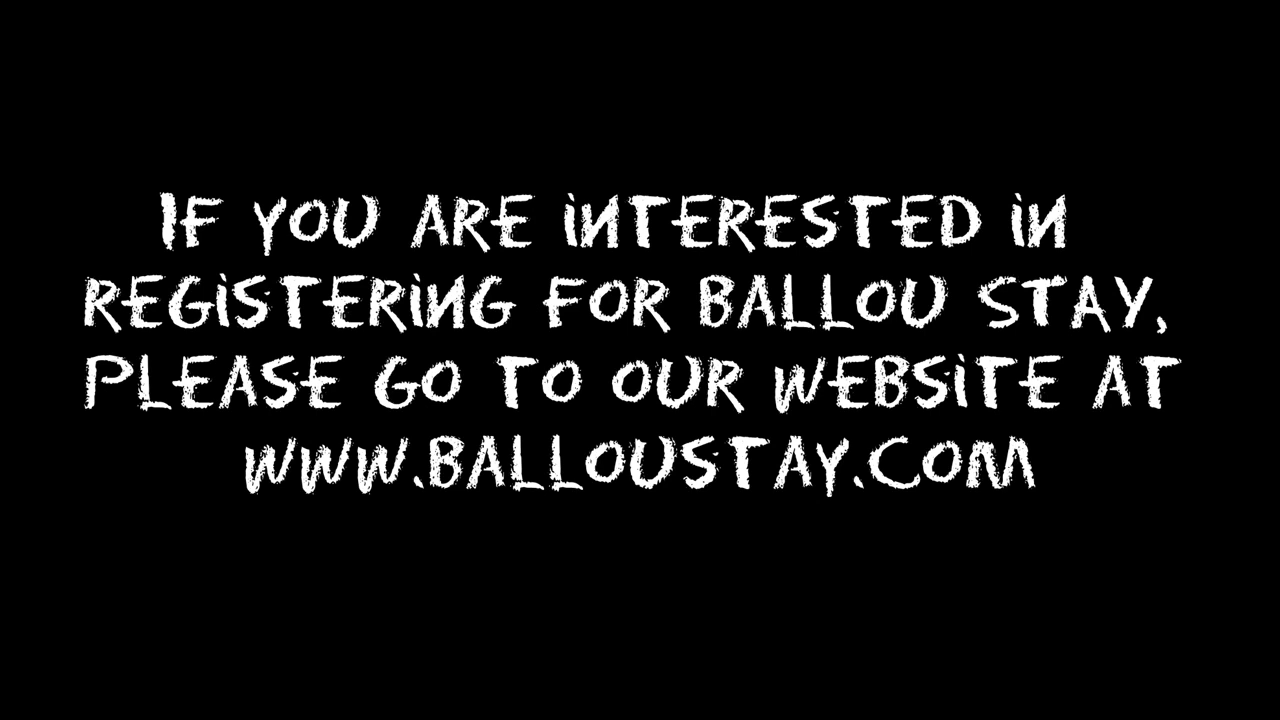 IF YOU ARE INTERESTED IN
REGISTERING FOR BALLOU STAY,
PLEASE GO TO OUR WEBSITE AT
WWW.BALLOUSTAY.COM